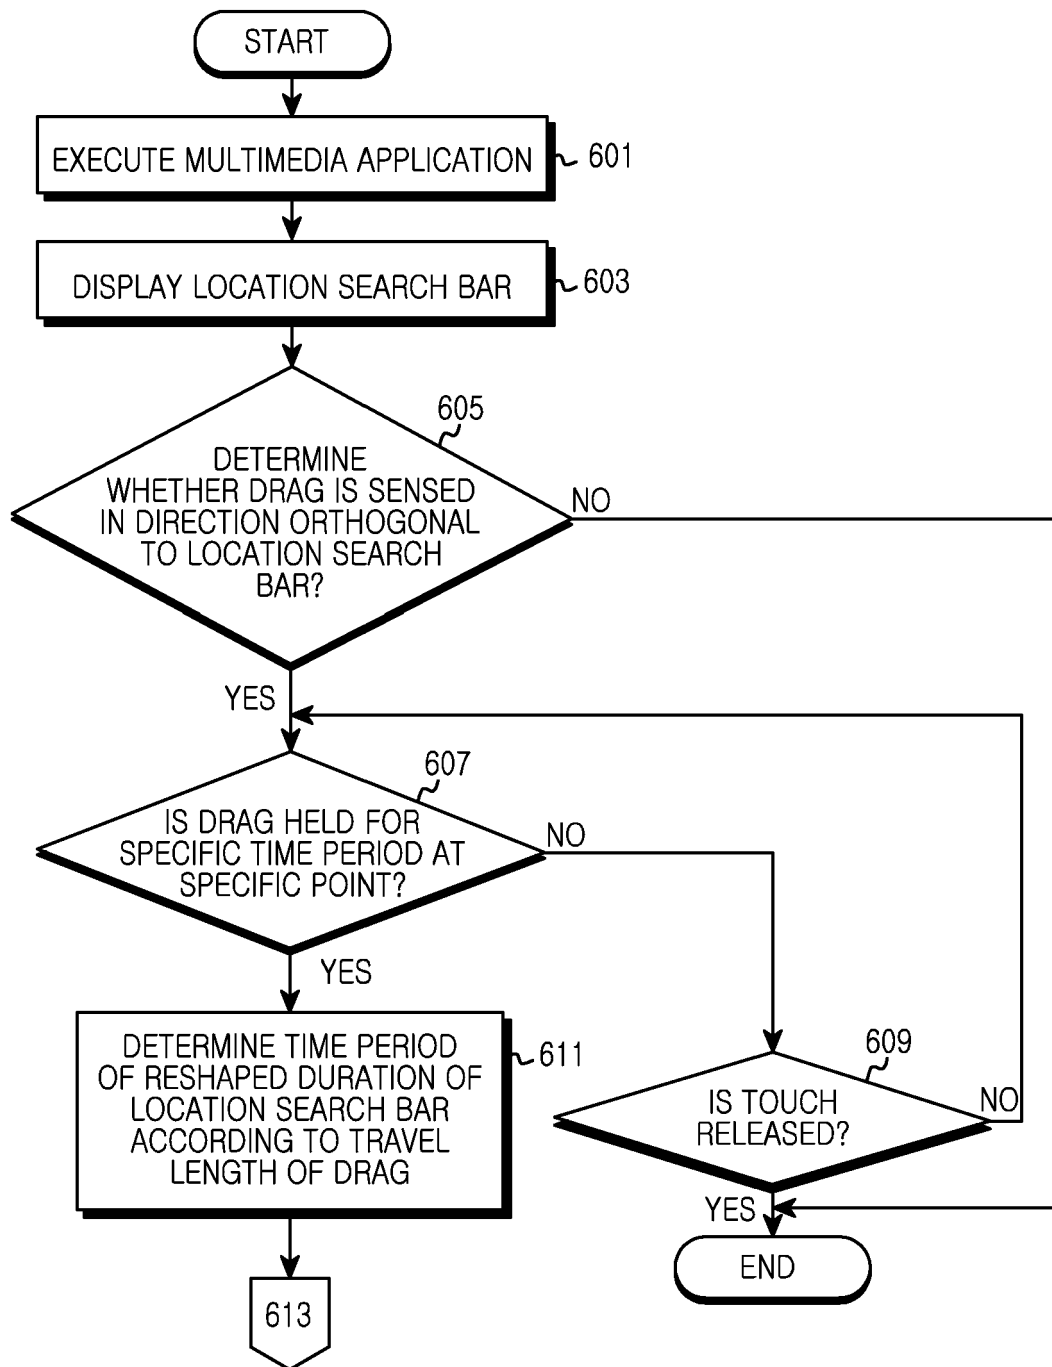 START
EXECUTE MULTIMEDIA APPLICATION
601
DISPLAY LOCATION SEARCH BAR
603
605
DETERMINE
WHETHER DRAG IS SENSED
IN DIRECTION ORTHOGONAL
TO LOCATION SEARCH
BAR?
NO
YES
607
IS DRAG HELD FOR
SPECIFIC TIME PERIOD AT
SPECIFIC POINT?
NO
YES
DETERMINE TIME PERIOD
OF RESHAPED DURATION OF
LOCATION SEARCH BAR
ACCORDING TO TRAVEL
LENGTH OF DRAG
611
609
IS TOUCH
RELEASED?
NO
YES
END
613